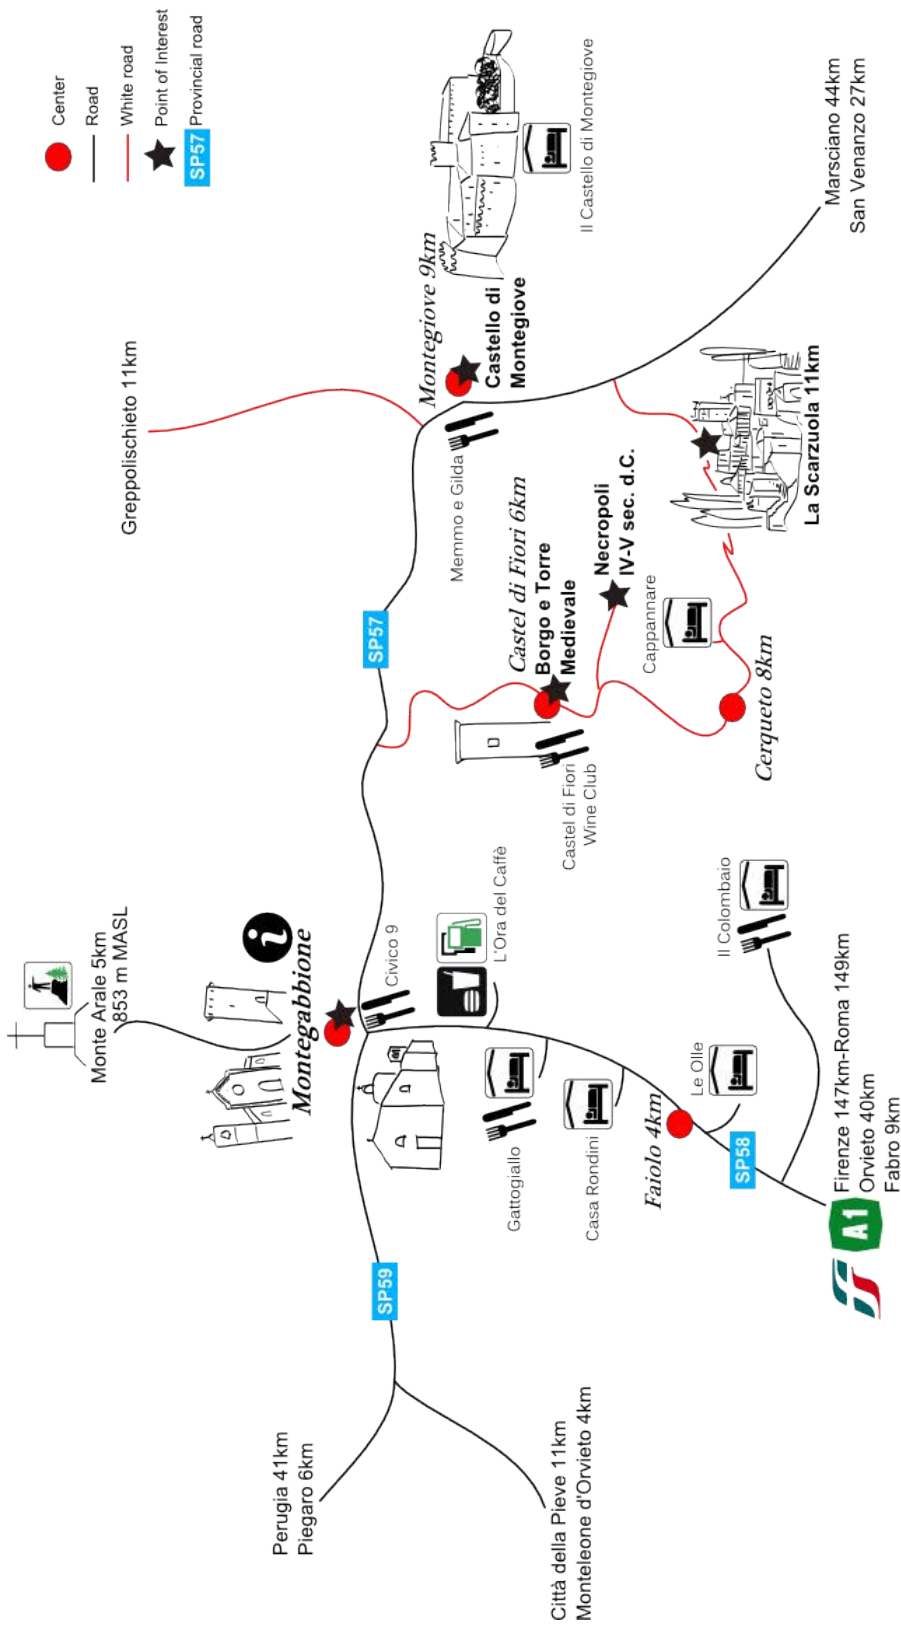 Center
Road
White road
Point of Interest
SP57 Provincial road
Monte Arale 5km
853 m MASL
Greppolischieto 11km
i
Montegabbione
Civico 9
L'Ora del Caffè
SP57
Montegiove 9km
Castello di
Montegiove
Il Castello di Montegiove
Memmo e Gilda
Castel di Fiori 6km
Borgo e Torre
Medievale
Castel di Fiori
Wine Club
Necropoli
IV-V sec. d.C.
Cappannare
Cerqueto 8km
La Scarzuola 11km
Marsciano 44km
San Venanzo 27km
SP59
Perugia 41km
Piegaro 6km
Città della Pieve 11km
Monteleone d'Orvieto 4km
Gattogiallo
Casa Rondini
Faiolo 4km
Le Olle
SP58
Il Colombaio
A1
Firenze 147km-Roma 149km
Orvieto 40km
Fabro 9km